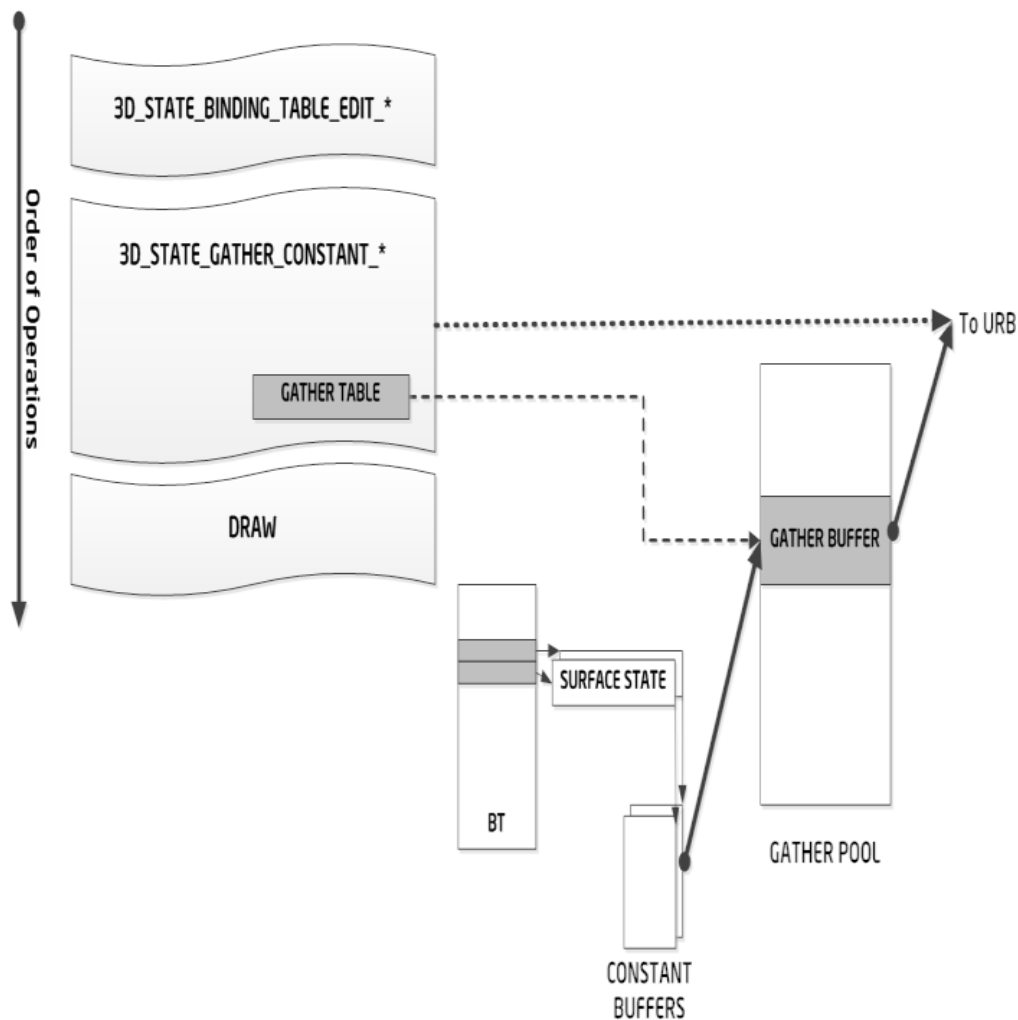 3D_STATE_BINDING_TABLE_EDIT_*
Order of Operations
3D_STATE_GATHER_CONSTANT_*
To URB
GATHER TABLE
DRAW
GATHER BUFFER
SURFACE STATE
BT
GATHER POOL
CONSTANT
BUFFERS